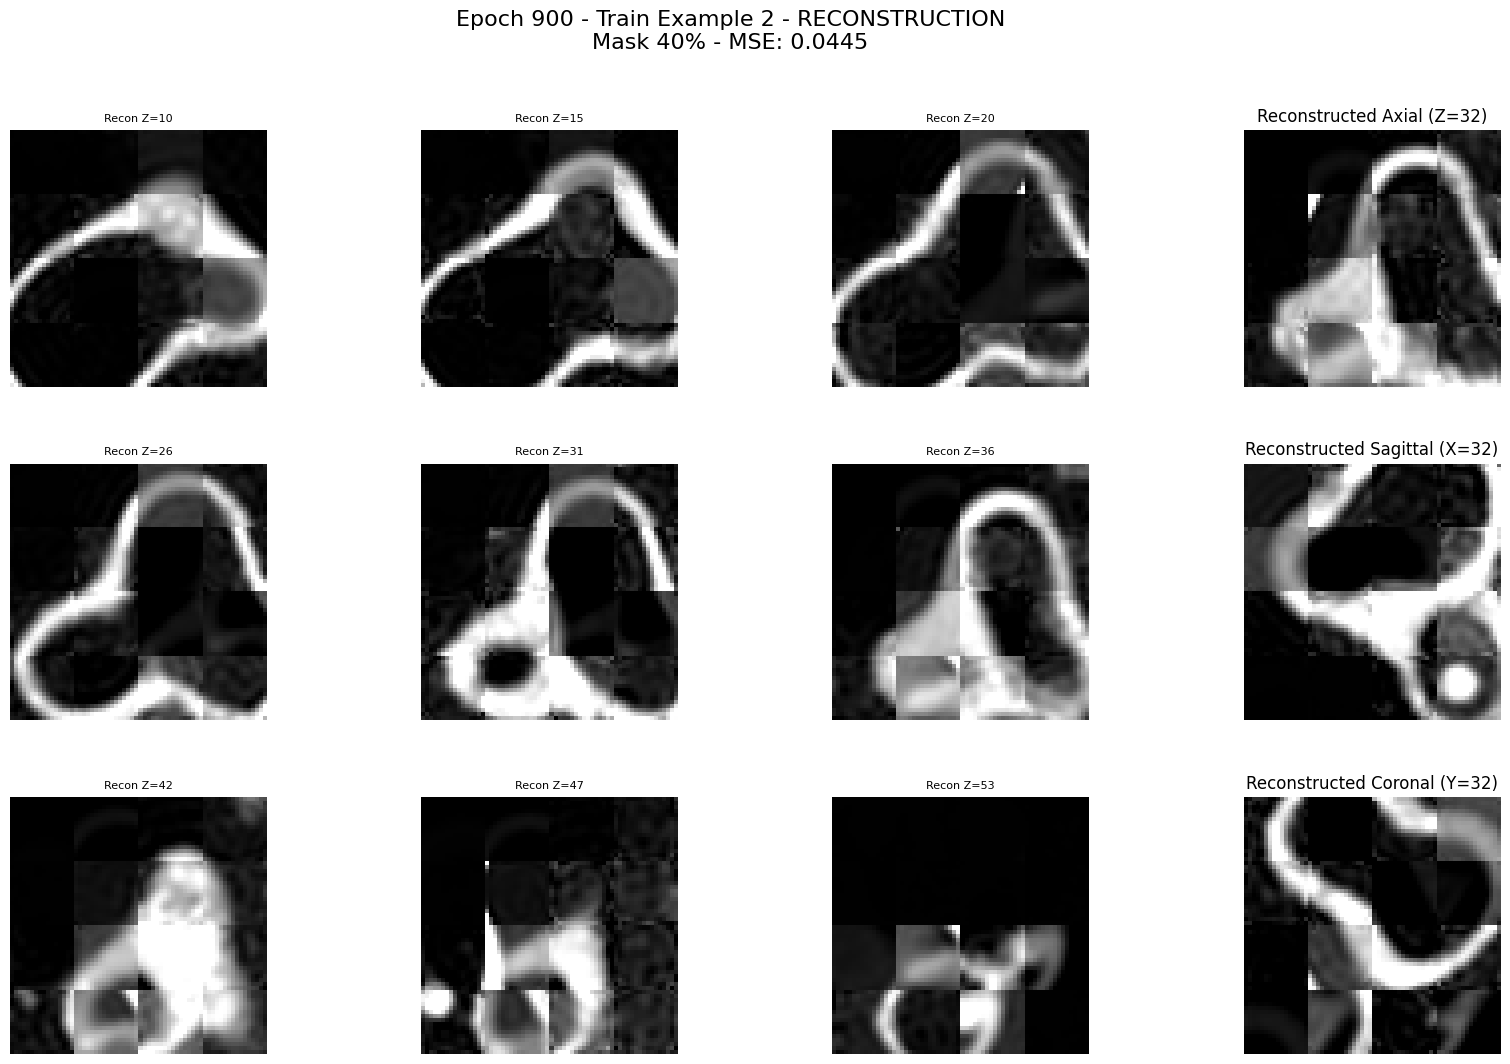 Epoch 900 - Train Example 2 - RECONSTRUCTION
Mask 40% - MSE: 0.0445
Recon Z=10
Recon Z=15
Recon Z=20
Reconstructed Axial (Z=32)
Recon Z=26
Recon Z=31
Recon Z=36
Reconstructed Sagittal (X=32)
Recon Z=42
Recon Z=47
Recon Z=53
Reconstructed Coronal (Y=32)